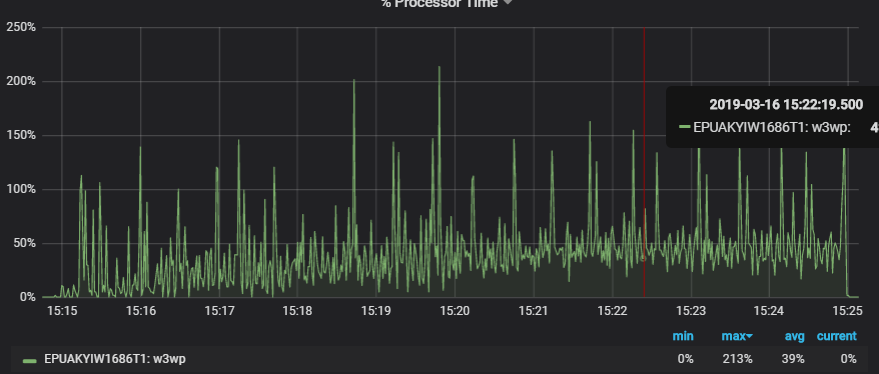 % Processor Time
250%
200%
2019-03-16 15:22:19.500
EPUAKYIW1686T1: w3wp: 4
150%
100%
50%
0%
15:15 15:16 15:17 15:18 15:19 15:20 15:21 15:22 15:23 15:24 15:25
min max avg current
EPUAKYIW1686T1: w3wp 0% 213% 39% 0%